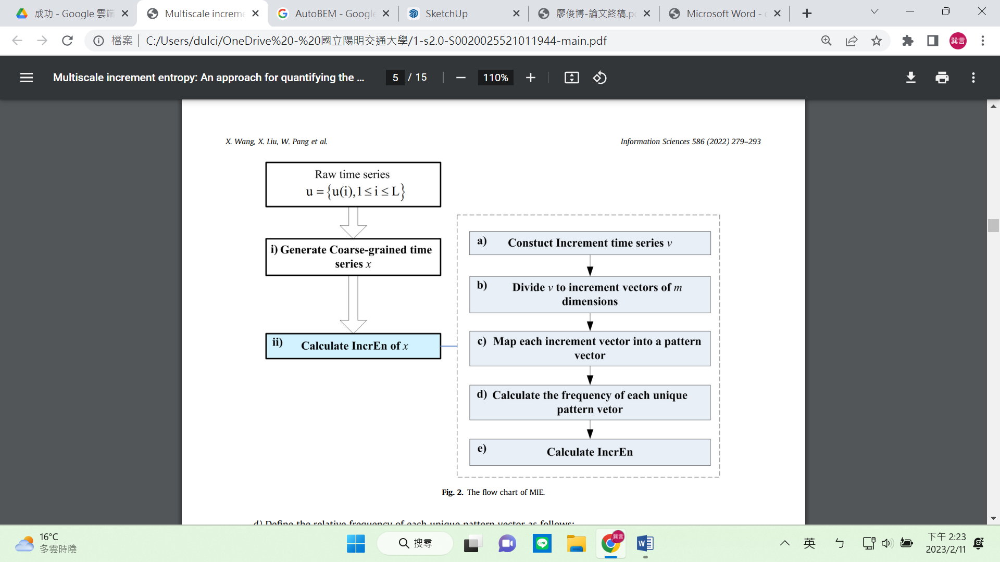 成功 - Google 雲端
Multiscale increme
AutoBEM - Google
SketchUp
廖俊博-論文終稿.pd
Microsoft Word - c
檔案
C:/Users/dulci/OneDrive%20-%20國立陽明交通大學/1-s2.0-S0020025521011944-main.pdf
巽言
Multiscale increment entropy: An approach for quantifying the ...
5 / 15
110%
X. Wang, X. Liu, W. Pang et al.
Information Sciences 586 (2022) 279–293
Raw time series
u = {u(i),1 ≤ i ≤ L}
i) Generate Coarse-grained time
series x
ii) Calculate IncrEn of x
a) Constuct Increment time series v
b) Divide v to increment vectors of m
dimensions
c) Map each increment vector into a pattern
vector
d) Calculate the frequency of each unique
pattern vetor
e) Calculate IncrEn
Fig. 2. The flow chart of MIE.
d) Define the relative frequency of each unique pattern vector as follows:
16°C
多雲時陰
搜尋
LINE
巽言
W
英
ㄅ
下午 2:23
2023/2/11